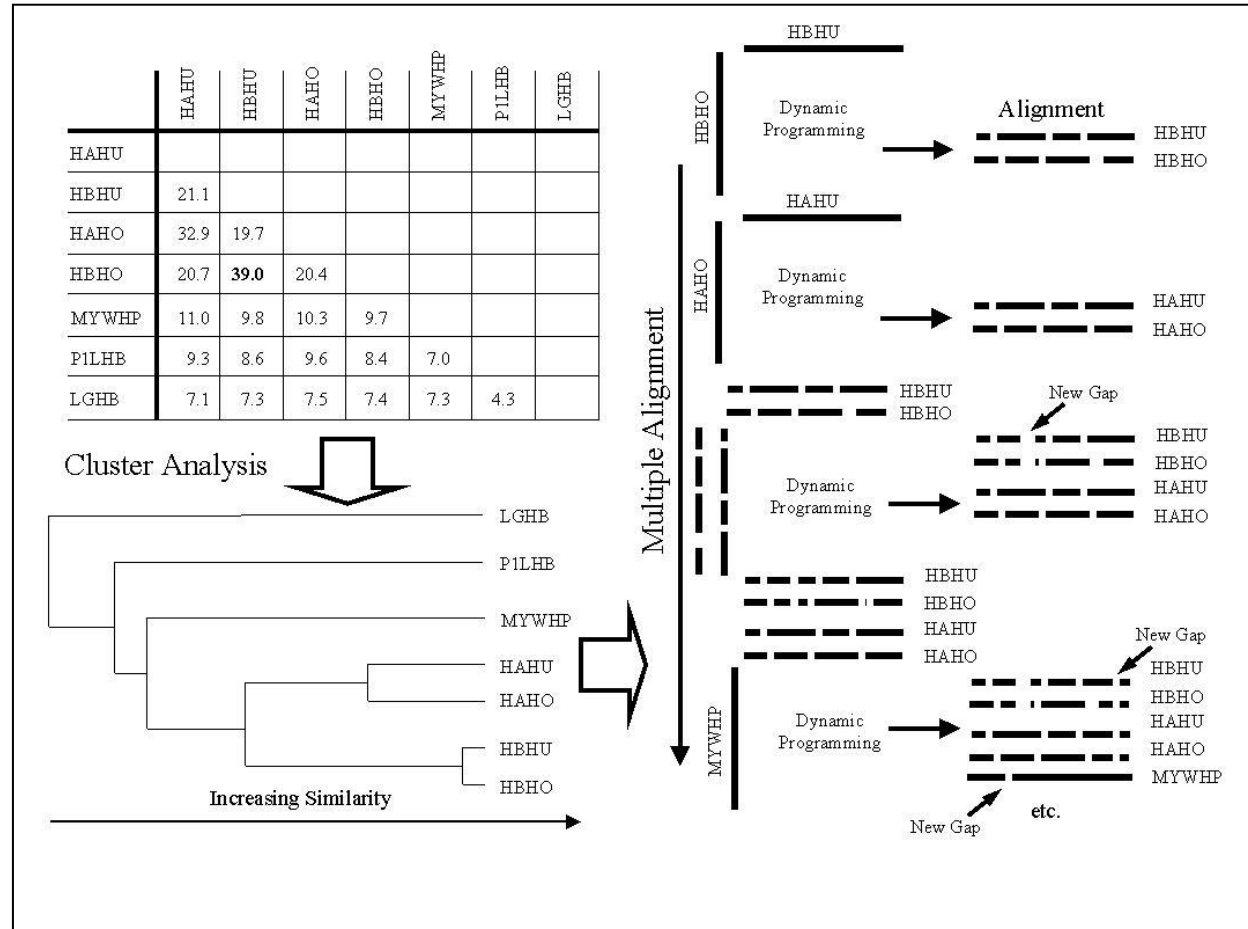 HAHU HBHU HAHO HBHO MYWHP P1LHB LGHB
HAHU
HBHU 21.1
HAHO 32.9 19.7
HBHO 20.7 39.0 20.4
MYWHP 11.0 9.8 10.3 9.7
P1LHB 9.3 8.6 9.6 8.4 7.0
LGHB 7.1 7.3 7.5 7.4 7.3 4.3
Cluster Analysis
LGHB
P1LHB
MYWHP
HAHU
HAHO
HBHU
HBHO
Increasing Similarity
Multiple Alignment
HBHU
HBHO
Dynamic
Programming
Alignment
HBHU
HBHO
HAHU
HAHO
Dynamic
Programming
HAHU
HAHO
HBHU
HBHO
Dynamic
Programming
New Gap
HBHU
HBHO
HAHU
HAHO
HBHU
HBHO
HAHU
HAHO
MYWHP
Dynamic
Programming
New Gap
HBHU
HBHO
HAHU
HAHO
MYWHP
New Gap
etc.